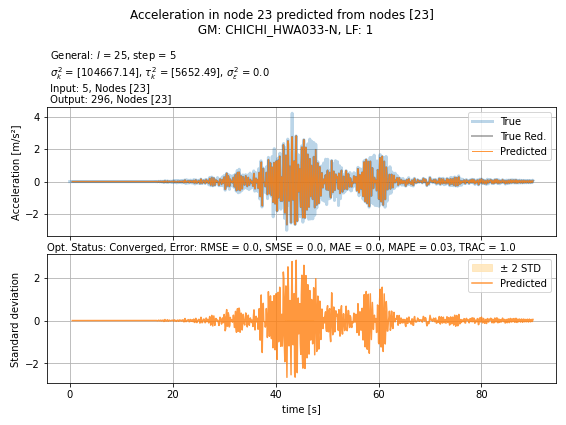 Acceleration in node 23 predicted from nodes [23]
GM: CHICHI_HWA033-N, LF: 1
General: l = 25, step = 5
σ²ₖ = [104667.14], τ²ₖ = [5652.49], σ²ₑ = 0.0
Input: 5, Nodes [23]
Output: 296, Nodes [23]
Acceleration [m/s²]
4
2
0
−2
True
True Red.
Predicted
Opt. Status: Converged, Error: RMSE = 0.0, SMSE = 0.0, MAE = 0.0, MAPE = 0.03, TRAC = 1.0
Standard deviation
2
0
−2
± 2 STD
Predicted
0 20 40 60 80
time [s]